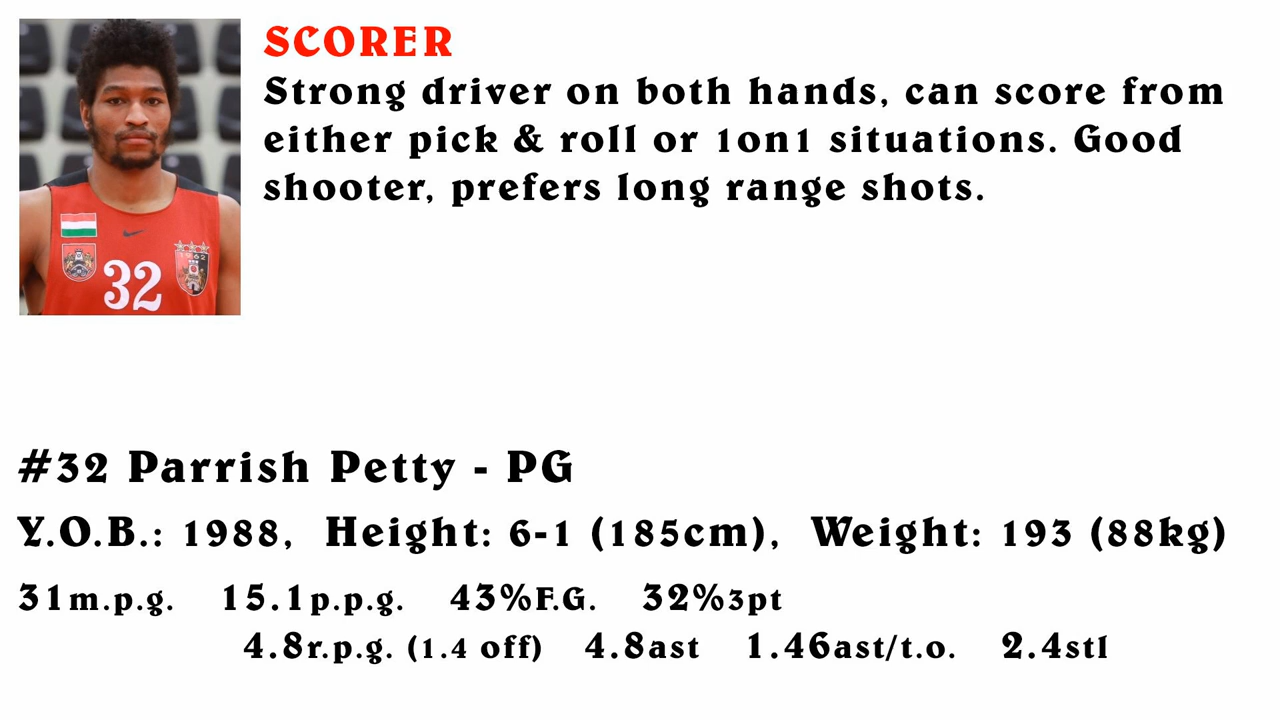 SCORER
Strong driver on both hands, can score from
either pick & roll or 1on1 situations. Good
shooter, prefers long range shots.
1962
32
#32 Parrish Petty - PG
Y.O.B.: 1988, Height: 6-1 (185cm), Weight: 193 (88kg)
31m.p.g. 15.1p.p.g. 43%F.G. 32%3pt
4.8r.p.g. (1.4 off) 4.8ast 1.46ast/t.o. 2.4stl